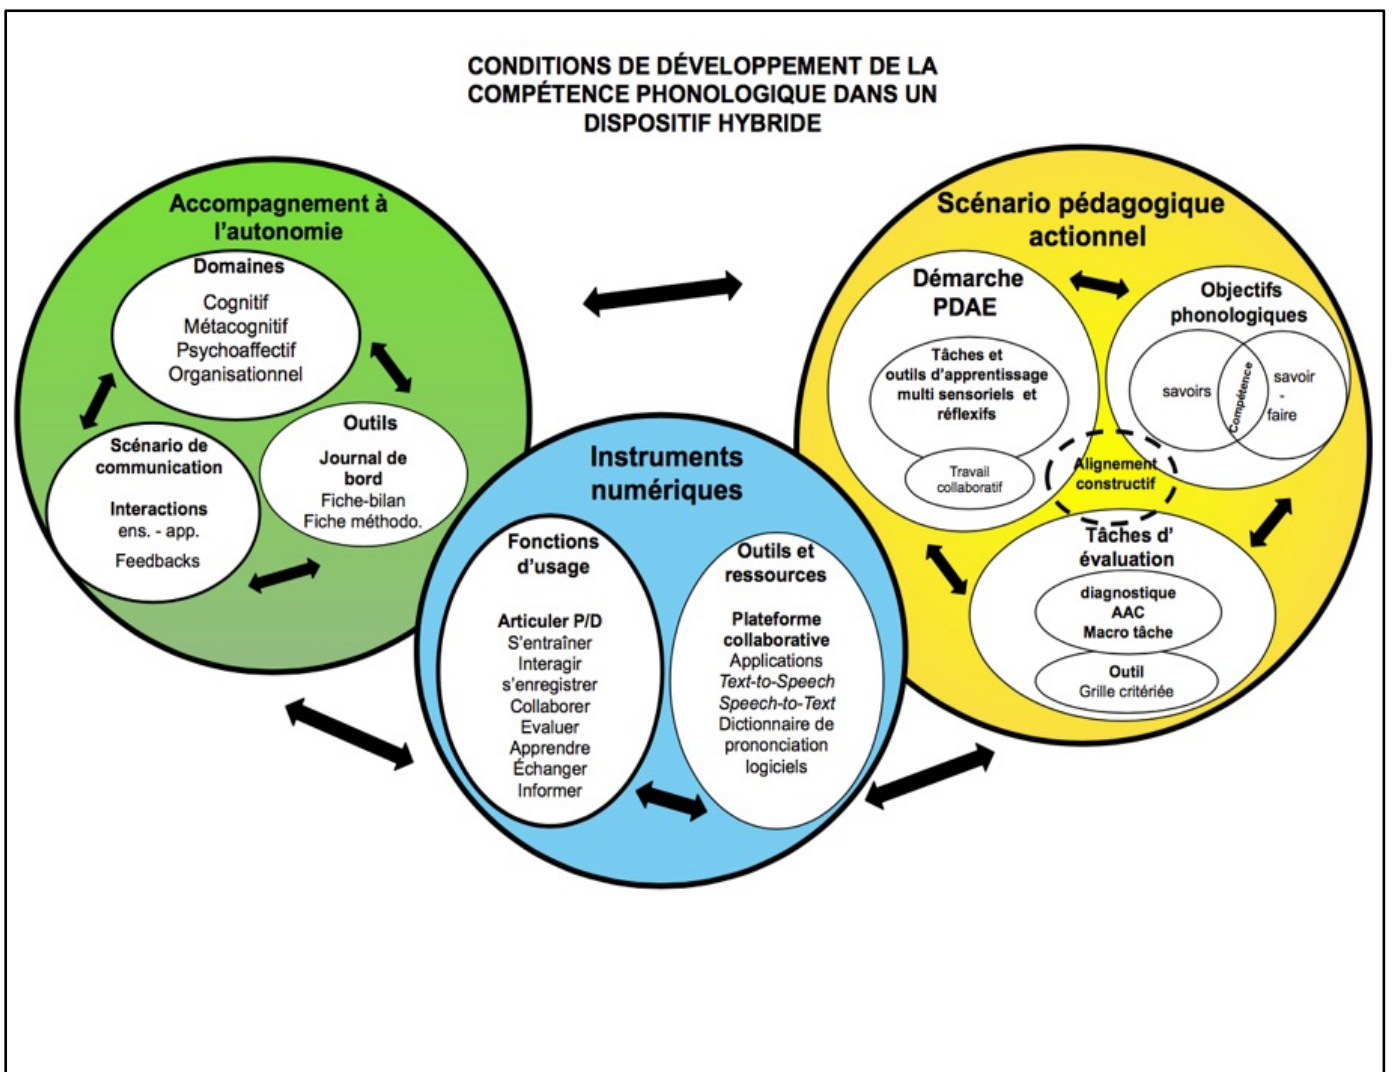 CONDITIONS DE DÉVELOPPEMENT DE LA
COMPÉTENCE PHONOLOGIQUE DANS UN
DISPOSITIF HYBRIDE
Accompagnement à
l'autonomie
Domaines
Cognitif
Métacognitif
Psychoaffectif
Organisationnel
Scénario de
communication
Interactions
ens. - app.
Feedbacks
Outils
Journal de
bord
Fiche-bilan
Fiche méthodo.
Instruments
numériques
Fonctions
d'usage
Articuler P/D
S'entraîner
Interagir
s'enregistrer
Collaborer
Evaluer
Apprendre
Échanger
Informer
Outils et
ressources
Plateforme
collaborative
Applications
Text-to-Speech
Speech-to-Text
Dictionnaire de
prononciation
logiciels
Scénario pédagogique
actionnel
Démarche
PDAE
Tâches et
outils d'apprentissage
multi sensoriels et
réflexifs
Travail
collaboratif
Objectifs
phonologiques
savoirs
Compétence
savoir
-
faire
Alignement
constructif
Tâches d'
évaluation
diagnostique
AAC
Macro tâche
Outil
Grille critériée